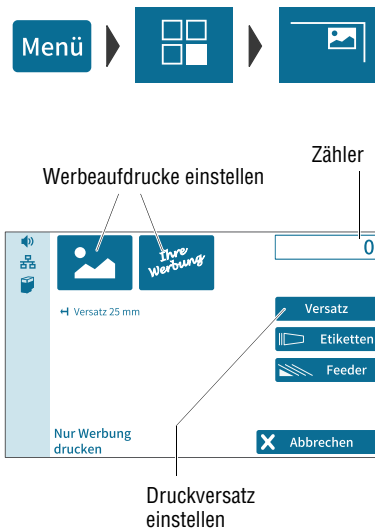 Menü
Zähler
Werbeaufdrucke einstellen
0
Ihre
Werbung
Versatz 25 mm
Versatz
Etiketten
Feeder
Nur Werbung
drucken
Abbrechen
Druckversatz
einstellen